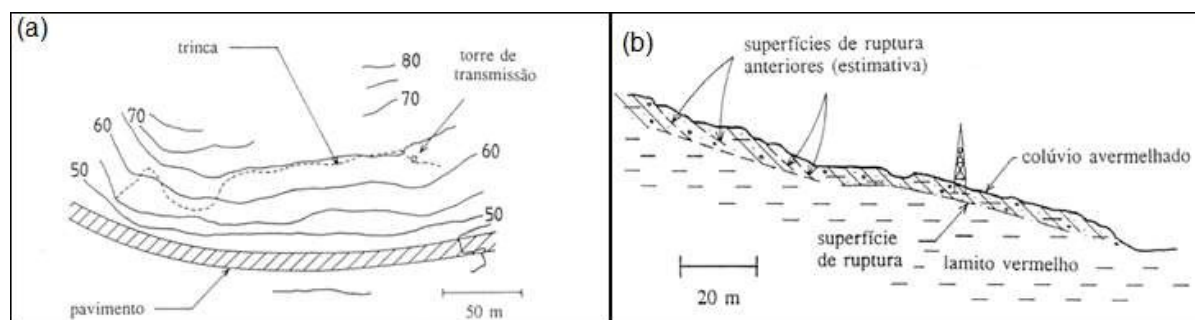 (a)
trinca
torre de
transmissão
80
70
70
60
60
50
50
pavimento
50 m
(b)
superfícies de ruptura
anteriores (estimativa)
colúvio avermelhado
superfície
de ruptura
lamito vermelho
20 m